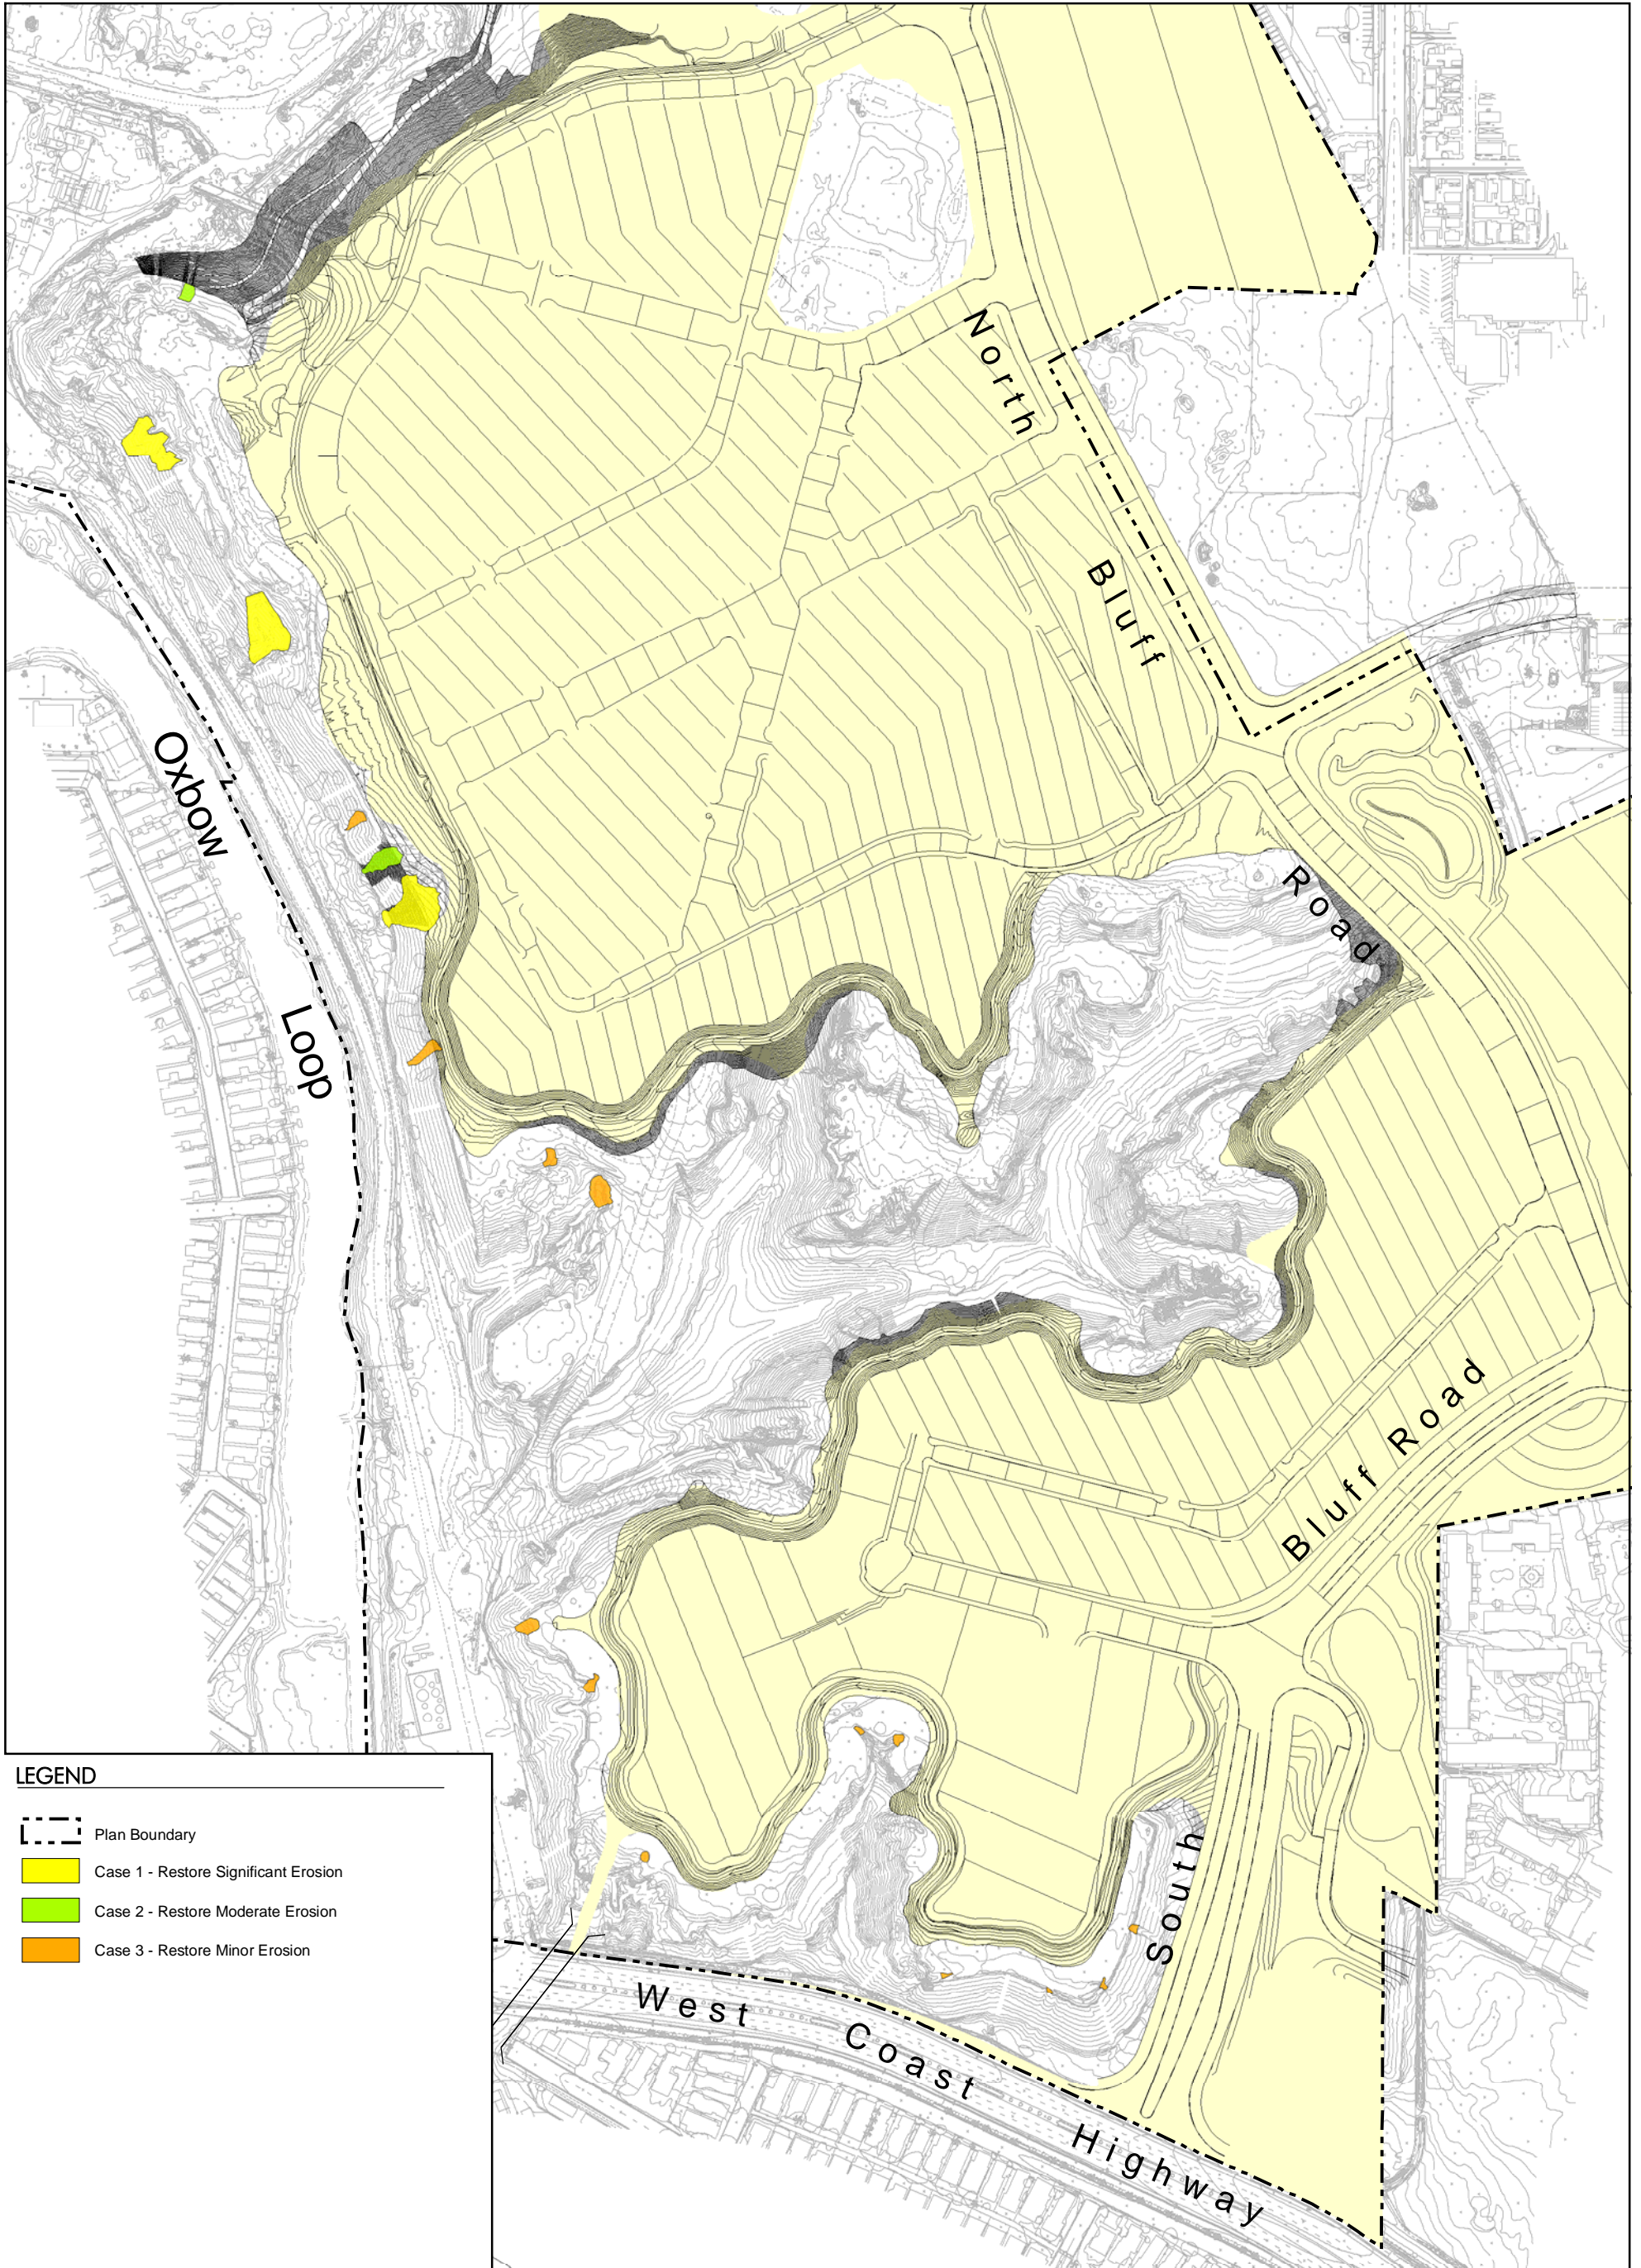 North
Bluff
Road
Oxbow
Loop
Bluff Road
South
West
Coast
Highway
LEGEND
Plan Boundary
Case 1 - Restore Significant Erosion
Case 2 - Restore Moderate Erosion
Case 3 - Restore Minor Erosion